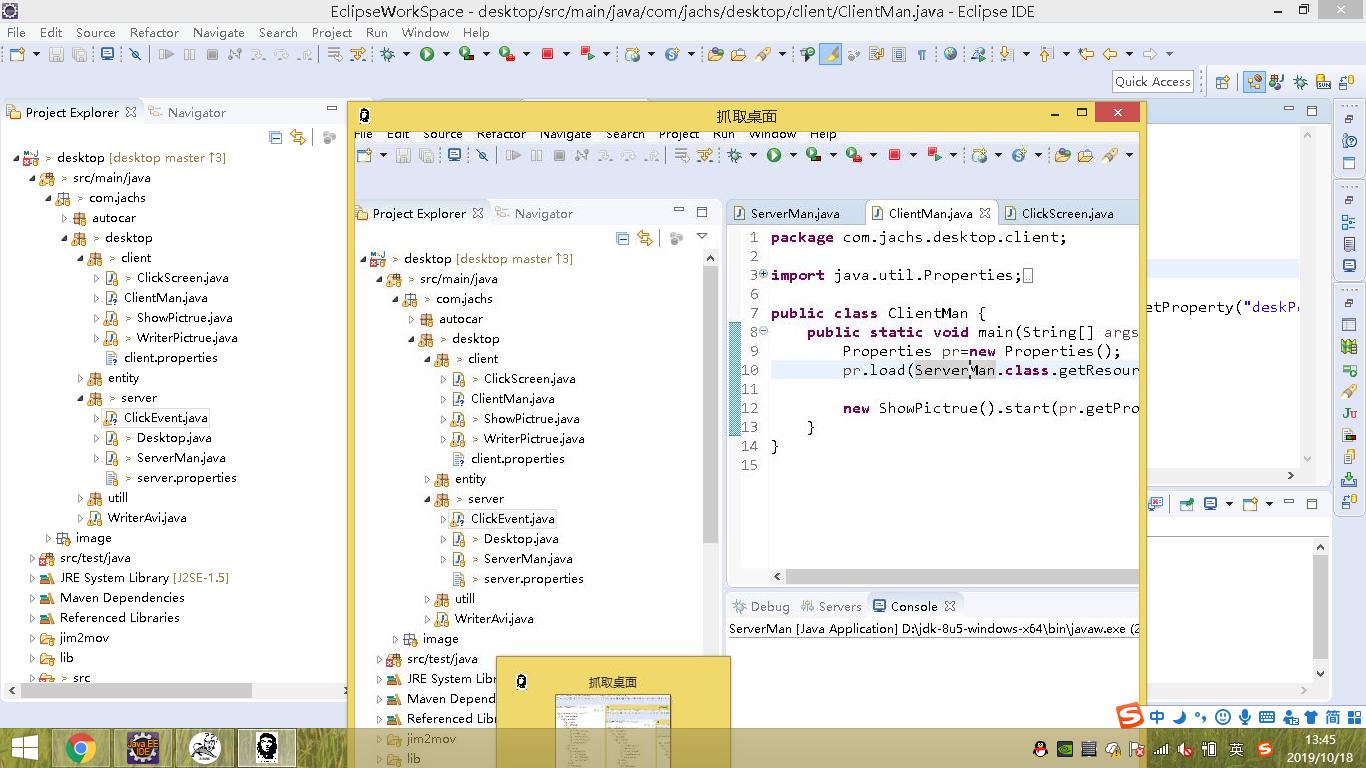 EclipseWorkSpace - desktop/src/main/java/com/jachs/desktop/client/ClientMan.java - Eclipse IDE
File Edit Source Refactor Navigate Search Project Run Window Help
Quick Access
Project Explorer Navigator
> desktop [desktop master ↑3]
> src/main/java
> com.jachs
autocar
> desktop
> client
> ClickScreen.java
> ClientMan.java
> ShowPictrue.java
> WriterPictrue.java
client.properties
entity
> server
ClickEvent.java
> Desktop.java
> ServerMan.java
> server.properties
utill
WriterAvi.java
image
src/test/java
JRE System Library [J2SE-1.5]
Maven Dependencies
Referenced Libraries
jim2mov
lib
> src
抓取桌面
File Edit Source Refactor Navigate Search Project Run Window Help
Project Explorer Navigator
> desktop [desktop master ↑3]
> src/main/java
> com.jachs
autocar
> desktop
> client
> ClickScreen.java
> ClientMan.java
> ShowPictrue.java
> WriterPictrue.java
client.properties
entity
> server
ClickEvent.java
> Desktop.java
> ServerMan.java
> server.properties
utill
WriterAvi.java
image
src/test/java
JRE System Libr
Maven Depend
Referenced Libr
jim2mov
lib
ServerMan.java ClientMan.java ClickScreen.java
1 package com.jachs.desktop.client;
2
3 import java.util.Properties;
6
7 public class ClientMan {
8 public static void main(String[] args
9 Properties pr=new Properties();
10 pr.load(ServerMan.class.getResour
11
12 new ShowPictrue().start(pr.getPro
13 }
14 }
15
etProperty("deskP
Debug Servers Console
ServerMan [Java Application] D:\jdk-8u5-windows-x64\bin\javaw.exe (2
抓取桌面
Ju
中 简
Java EE
IDE
英
13:45
2019/10/18